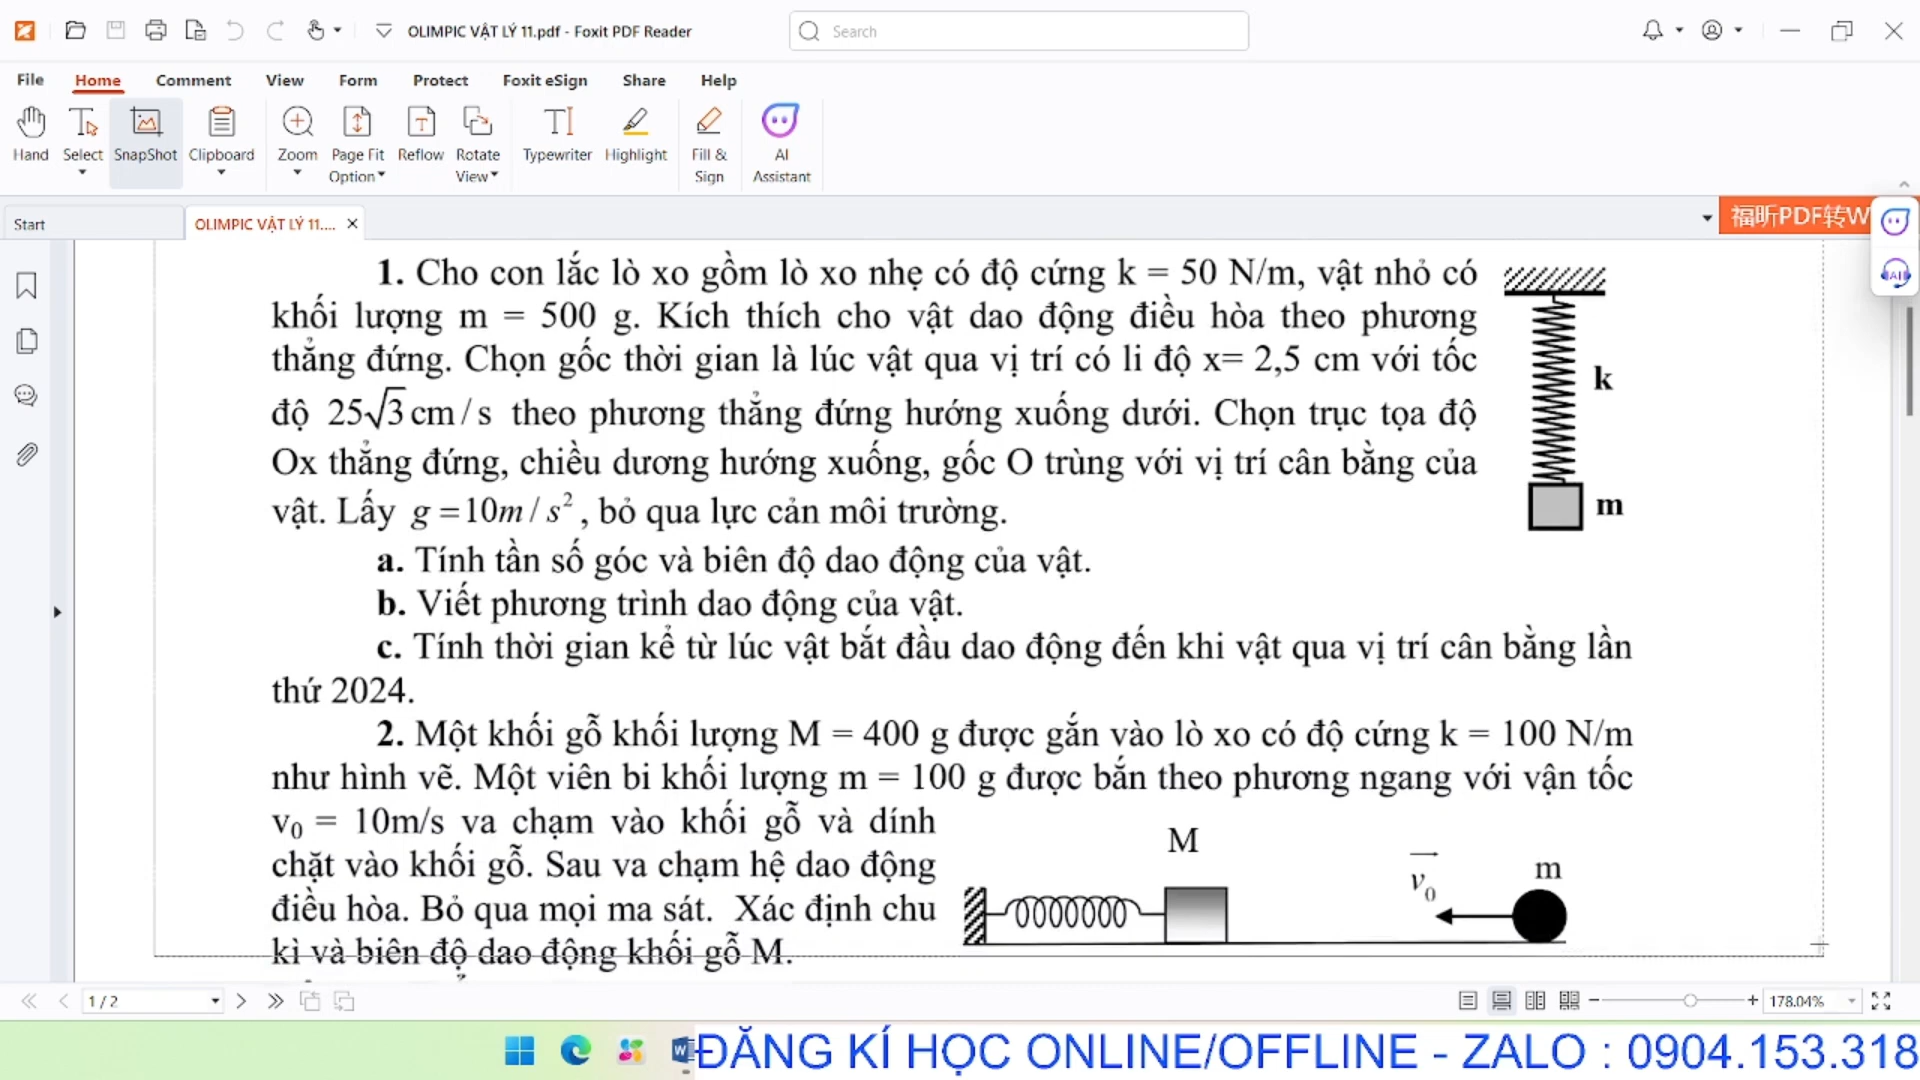 OLIMPIC VẬT LÝ 11.pdf - Foxit PDF Reader
Search
File Home Comment View Form Protect Foxit eSign Share Help
Hand Select SnapShot Clipboard Zoom Page Fit Option Reflow Rotate View Typewriter Highlight Fill & Sign AI Assistant
Start
OLIMPIC VẬT LÝ 11....
福昕PDF转W
AI
1. Cho con lắc lò xo gồm lò xo nhẹ có độ cứng k = 50 N/m, vật nhỏ có
khối lượng m = 500 g. Kích thích cho vật dao động điều hòa theo phương
thẳng đứng. Chọn gốc thời gian là lúc vật qua vị trí có li độ x= 2,5 cm với tốc
độ 25√3 cm/s theo phương thẳng đứng hướng xuống dưới. Chọn trục tọa độ
Ox thẳng đứng, chiều dương hướng xuống, gốc O trùng với vị trí cân bằng của
vật. Lấy g = 10m/s², bỏ qua lực cản môi trường.
k
m
a. Tính tần số góc và biên độ dao động của vật.
b. Viết phương trình dao động của vật.
c. Tính thời gian kể từ lúc vật bắt đầu dao động đến khi vật qua vị trí cân bằng lần
thứ 2024.
2. Một khối gỗ khối lượng M = 400 g được gắn vào lò xo có độ cứng k = 100 N/m
như hình vẽ. Một viên bi khối lượng m = 100 g được bắn theo phương ngang với vận tốc
v₀ = 10m/s va chạm vào khối gỗ và dính
chặt vào khối gỗ. Sau va chạm hệ dao động
điều hòa. Bỏ qua mọi ma sát. Xác định chu
kì và biên độ dao động khối gỗ M.
M
v₀
m
1 / 2
178.04%
ĐĂNG KÍ HỌC ONLINE/OFFLINE - ZALO : 0904.153.318